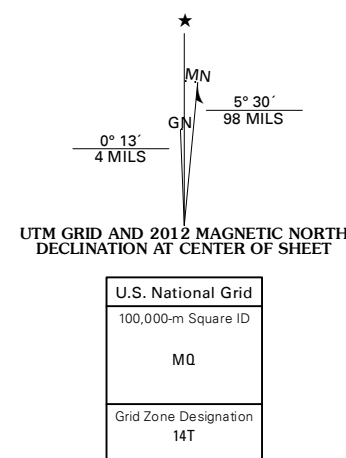 MN
GN
5° 30´
98 MILS
0° 13´
4 MILS
UTM GRID AND 2012 MAGNETIC NORTH
DECLINATION AT CENTER OF SHEET
U.S. National Grid
100,000-m Square ID
MQ
Grid Zone Designation
14T